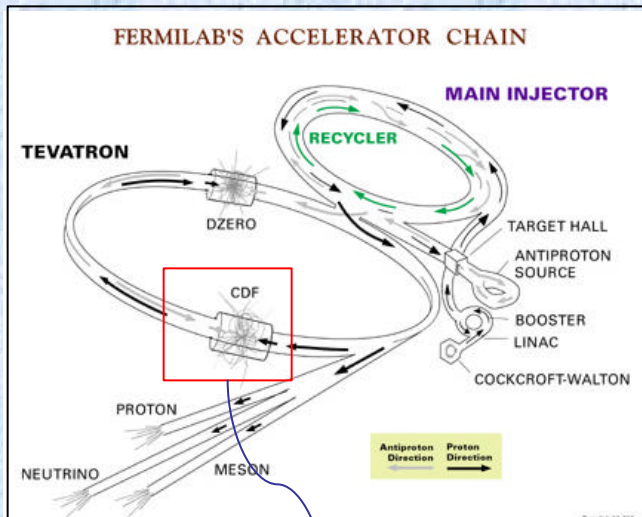 FERMILAB'S ACCELERATOR CHAIN
MAIN INJECTOR
RECYCLER
TEVATRON
DZERO
TARGET HALL
ANTIPROTON
SOURCE
CDF
BOOSTER
LINAC
COCKCROFT-WALTON
PROTON
NEUTRINO
MESON
Antiproton Proton
Direction Direction